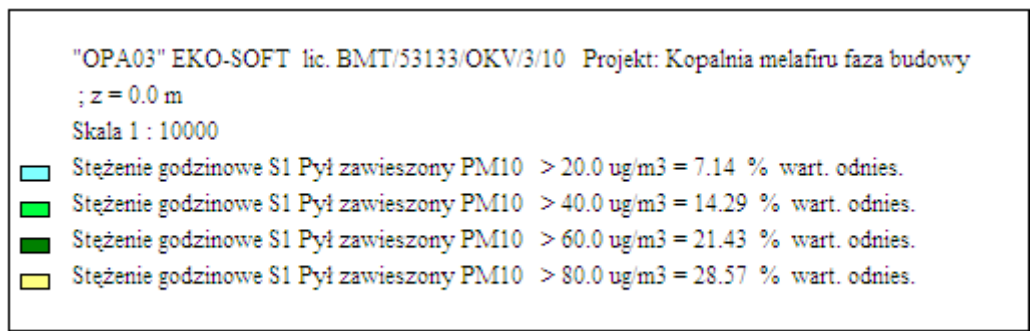 "OPA03" EKO-SOFT lic. BMT/53133/OKV/3/10 Projekt: Kopalnia melafiru faza budowy
; z = 0.0 m
Skala 1 : 10000
Stężenie godzinowe S1 Pył zawieszony PM10 > 20.0 ug/m3 = 7.14 % wart. odnies.
Stężenie godzinowe S1 Pył zawieszony PM10 > 40.0 ug/m3 = 14.29 % wart. odnies.
Stężenie godzinowe S1 Pył zawieszony PM10 > 60.0 ug/m3 = 21.43 % wart. odnies.
Stężenie godzinowe S1 Pył zawieszony PM10 > 80.0 ug/m3 = 28.57 % wart. odnies.